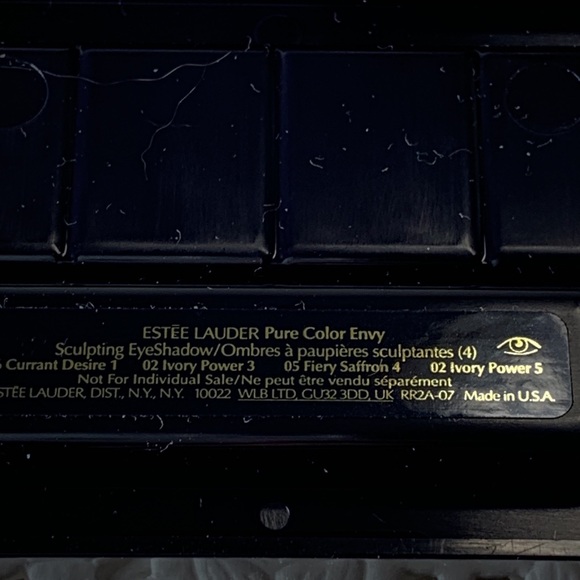 ESTĒE LAUDER Pure Color Envy
Sculpting EyeShadow/Ombres à paupières sculptantes (4)
Currant Desire 1 02 Ivory Power 3 05 Fiery Saffron 4 02 Ivory Power 5
Not For Individual Sale/Ne peut être vendu séparément
STĒE LAUDER, DIST., N.Y., N.Y. 10022 WLB LTD, GU32 3DD, UK RR2A-07 Made in U.S.A.